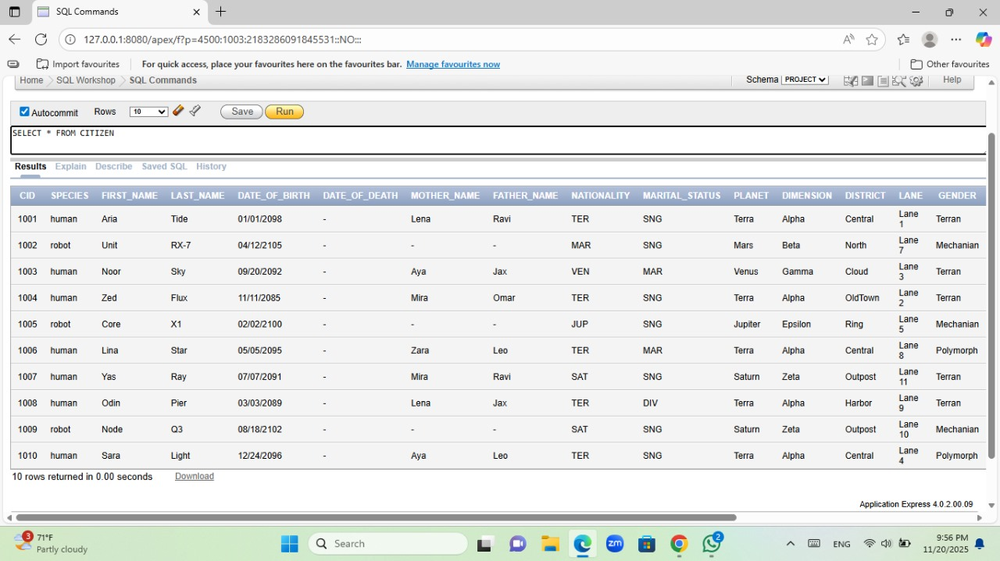 SQL Commands
127.0.0.1:8080/apex/f?p=4500:1003:2183286091845531::NO:::
Import favourites For quick access, place your favourites here on the favourites bar. Manage favourites now Other favourites
Home SQL Workshop SQL Commands Schema PROJECT Help
Autocommit Rows 10 Save Run
SELECT * FROM CITIZEN
Results Explain Describe Saved SQL History
CID SPECIES FIRST_NAME LAST_NAME DATE_OF_BIRTH DATE_OF_DEATH MOTHER_NAME FATHER_NAME NATIONALITY MARITAL_STATUS PLANET DIMENSION DISTRICT LANE GENDER
1001 human Aria Tide 01/01/2098 - Lena Ravi TER SNG Terra Alpha Central Lane 1 Terran
1002 robot Unit RX-7 04/12/2105 - - - MAR SNG Mars Beta North Lane 7 Mechanian
1003 human Noor Sky 09/20/2092 - Aya Jax VEN MAR Venus Gamma Cloud Lane 3 Terran
1004 human Zed Flux 11/11/2085 - Mira Omar TER SNG Terra Alpha OldTown Lane 2 Terran
1005 robot Core X1 02/02/2100 - - - JUP SNG Jupiter Epsilon Ring Lane 5 Mechanian
1006 human Lina Star 05/05/2095 - Zara Leo TER MAR Terra Alpha Central Lane 8 Polymorph
1007 human Yas Ray 07/07/2091 - Mira Ravi SAT SNG Saturn Zeta Outpost Lane 11 Terran
1008 human Odin Pier 03/03/2089 - Lena Jax TER DIV Terra Alpha Harbor Lane 9 Terran
1009 robot Node Q3 08/18/2102 - - - SAT SNG Saturn Zeta Outpost Lane 10 Mechanian
1010 human Sara Light 12/24/2096 - Aya Leo TER SNG Terra Alpha Central Lane 4 Polymorph
10 rows returned in 0.00 seconds Download
Application Express 4.0.2.00.09
3 71°F
Partly cloudy
Search
zm
2
ENG
9:56 PM
11/20/2025